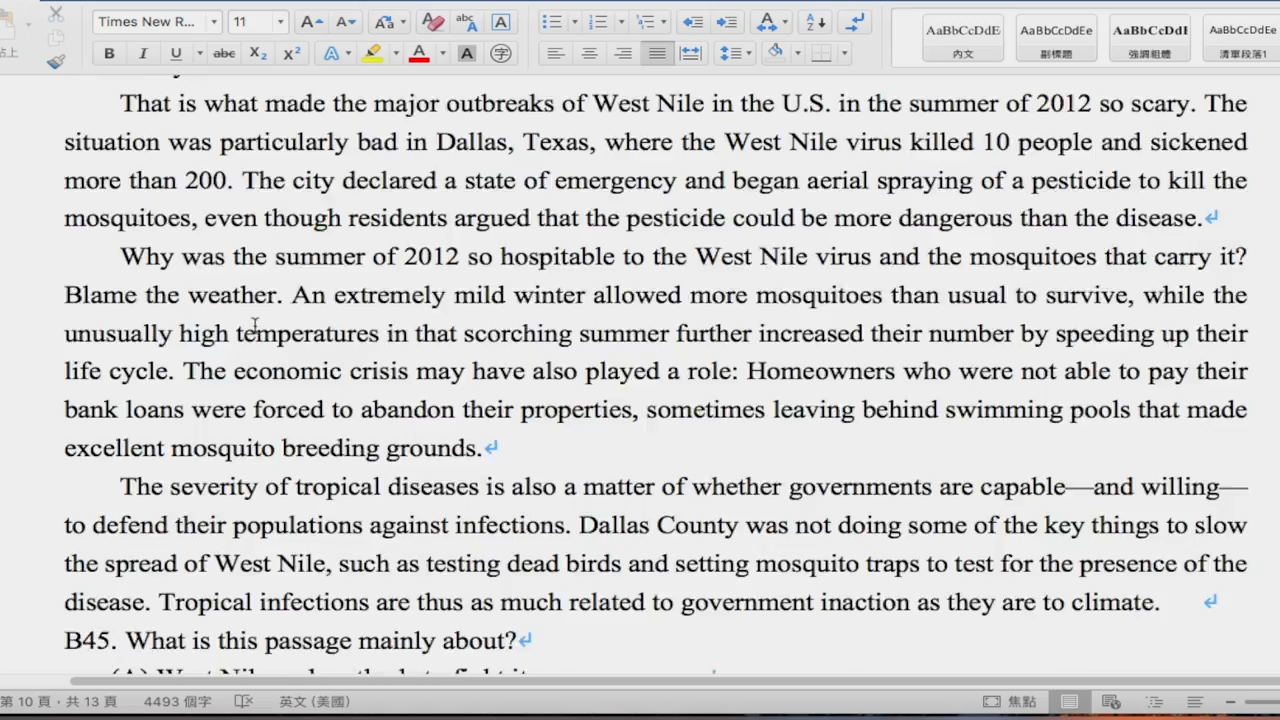 Times New R...
11
AaBbCcDdE
AaBbCcDdEe
AaBbCcDdI
AaBbCcDdEe
內文
副標題
強調粗體
清單段落1
That is what made the major outbreaks of West Nile in the U.S. in the summer of 2012 so scary. The
situation was particularly bad in Dallas, Texas, where the West Nile virus killed 10 people and sickened
more than 200. The city declared a state of emergency and began aerial spraying of a pesticide to kill the
mosquitoes, even though residents argued that the pesticide could be more dangerous than the disease.
Why was the summer of 2012 so hospitable to the West Nile virus and the mosquitoes that carry it?
Blame the weather. An extremely mild winter allowed more mosquitoes than usual to survive, while the
unusually high temperatures in that scorching summer further increased their number by speeding up their
life cycle. The economic crisis may have also played a role: Homeowners who were not able to pay their
bank loans were forced to abandon their properties, sometimes leaving behind swimming pools that made
excellent mosquito breeding grounds.
The severity of tropical diseases is also a matter of whether governments are capable—and willing—
to defend their populations against infections. Dallas County was not doing some of the key things to slow
the spread of West Nile, such as testing dead birds and setting mosquito traps to test for the presence of the
disease. Tropical infections are thus as much related to government inaction as they are to climate.
B45. What is this passage mainly about?
第 10 頁，共 13 頁
4493 個字
英文 (美國)
焦點